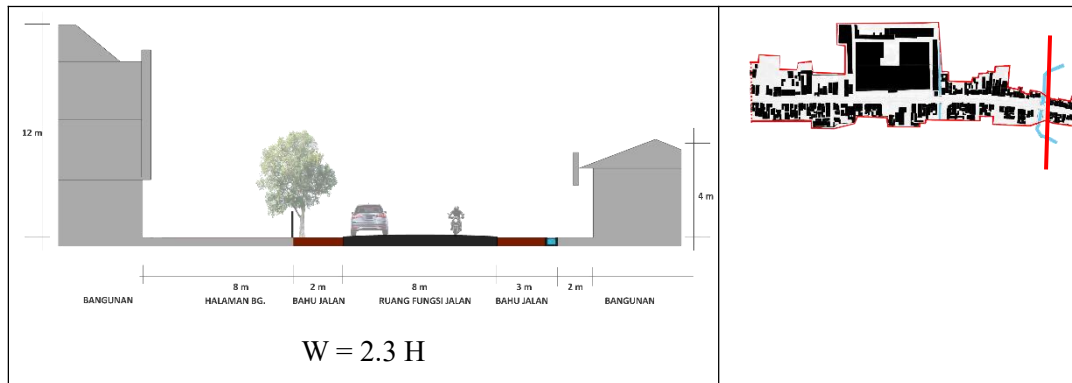 12 m
4 m
8 m 2 m 8 m 3 m 2 m
BANGUNAN HALAMAN BG. BAHU JALAN RUANG FUNGSI JALAN BAHU JALAN BANGUNAN
W = 2.3 H